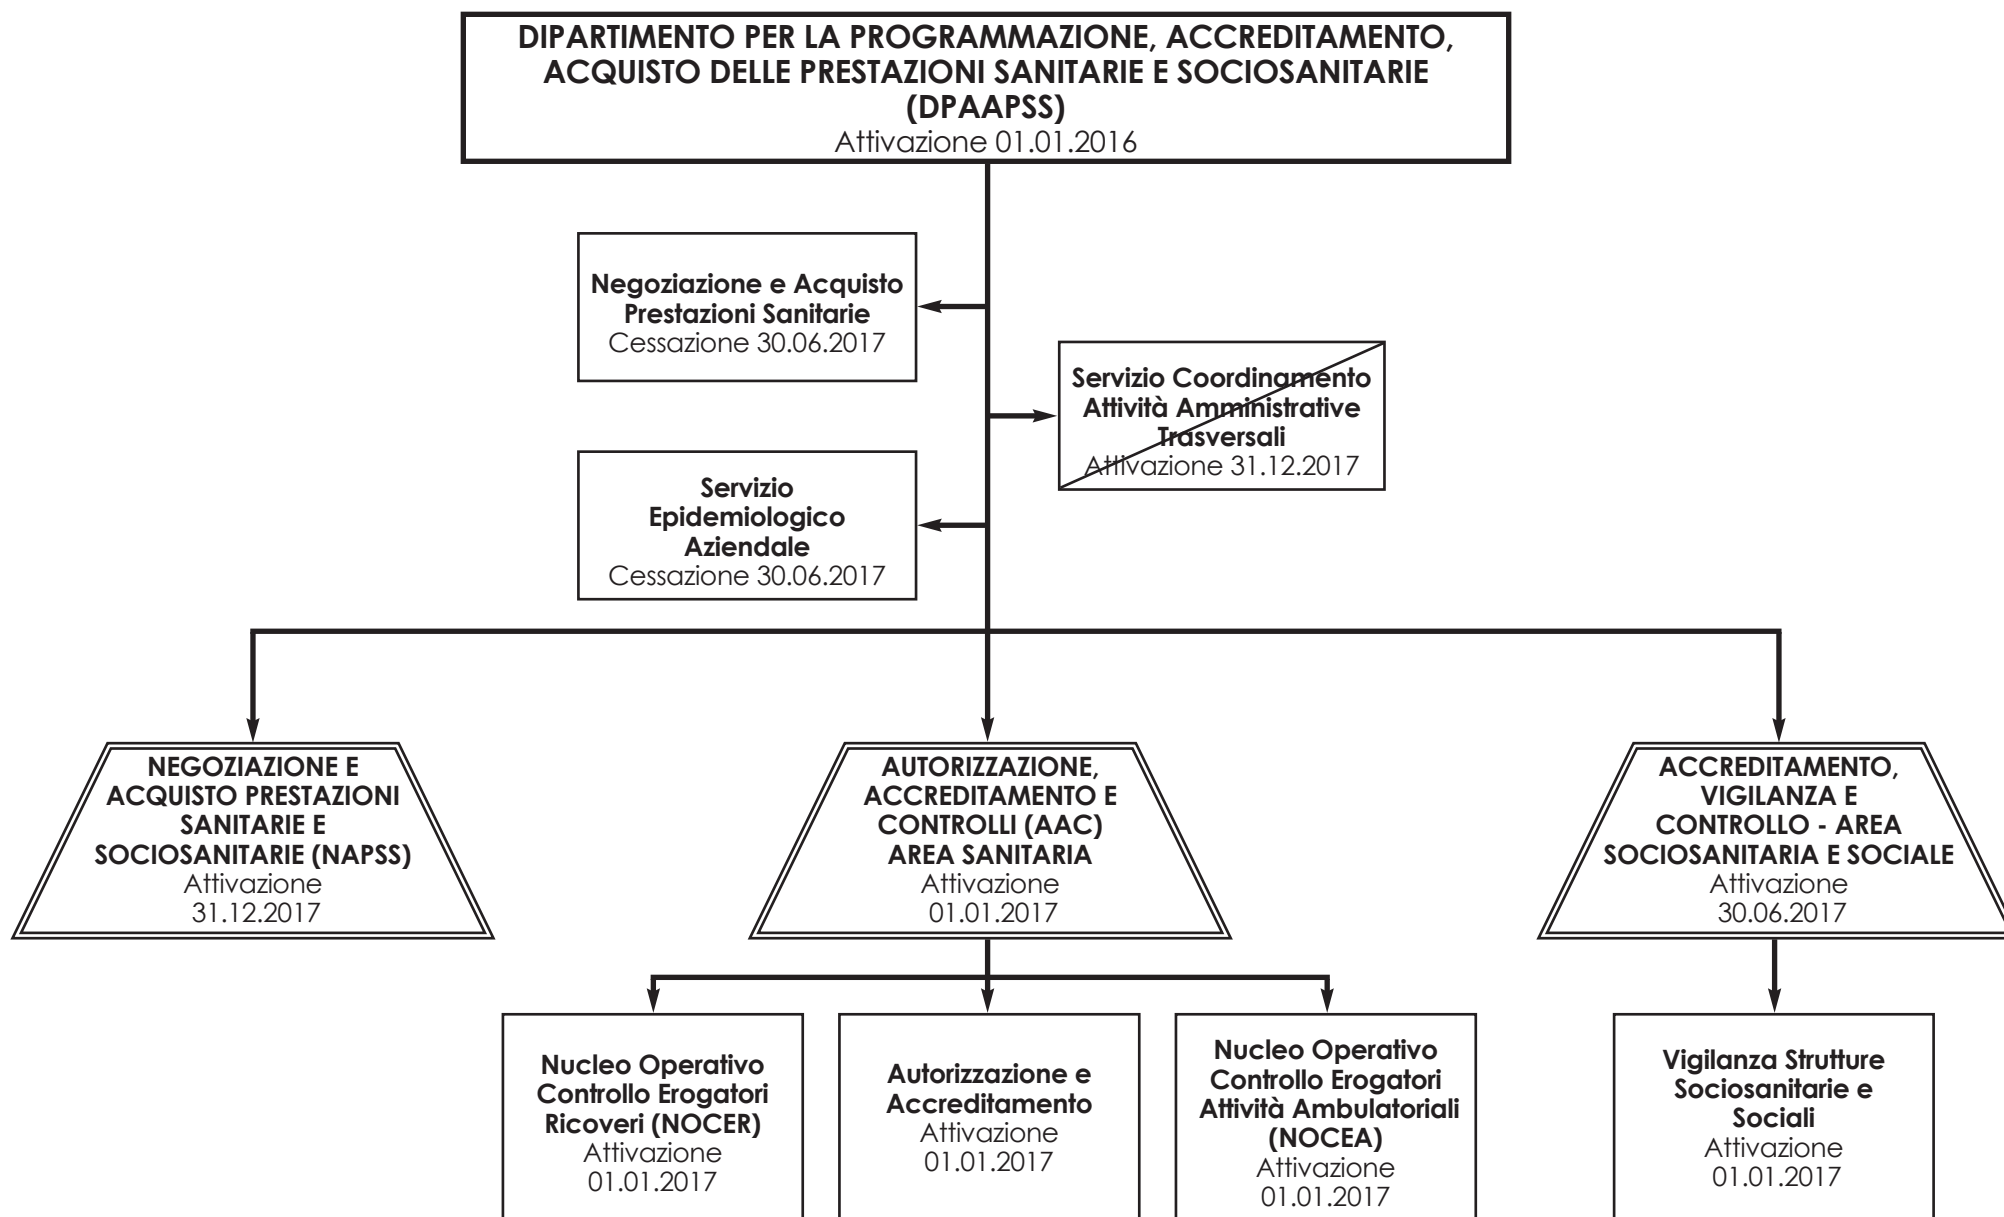 DIPARTIMENTO PER LA PROGRAMMAZIONE, ACCREDITAMENTO,
ACQUISTO DELLE PRESTAZIONI SANITARIE E SOCIOSANITARIE
(DPAAPSS)
Attivazione 01.01.2016
Negoziazione e Acquisto
Prestazioni Sanitarie
Cessazione 30.06.2017
Servizio Coordinamento
Attività Amministrative
Trasversali
Attivazione 31.12.2017
Servizio
Epidemiologico
Aziendale
Cessazione 30.06.2017
NEGOZIAZIONE E
ACQUISTO PRESTAZIONI
SANITARIE E
SOCIOSANITARIE (NAPSS)
Attivazione
31.12.2017
AUTORIZZAZIONE,
ACCREDITAMENTO E
CONTROLLI (AAC)
AREA SANITARIA
Attivazione
01.01.2017
ACCREDITAMENTO,
VIGILANZA E
CONTROLLO - AREA
SOCIOSANITARIA E SOCIALE
Attivazione
30.06.2017
Nucleo Operativo
Controllo Erogatori
Ricoveri (NOCER)
Attivazione
01.01.2017
Autorizzazione e
Accreditamento
Attivazione
01.01.2017
Nucleo Operativo
Controllo Erogatori
Attività Ambulatoriali
(NOCEA)
Attivazione
01.01.2017
Vigilanza Strutture
Sociosanitarie e
Sociali
Attivazione
01.01.2017